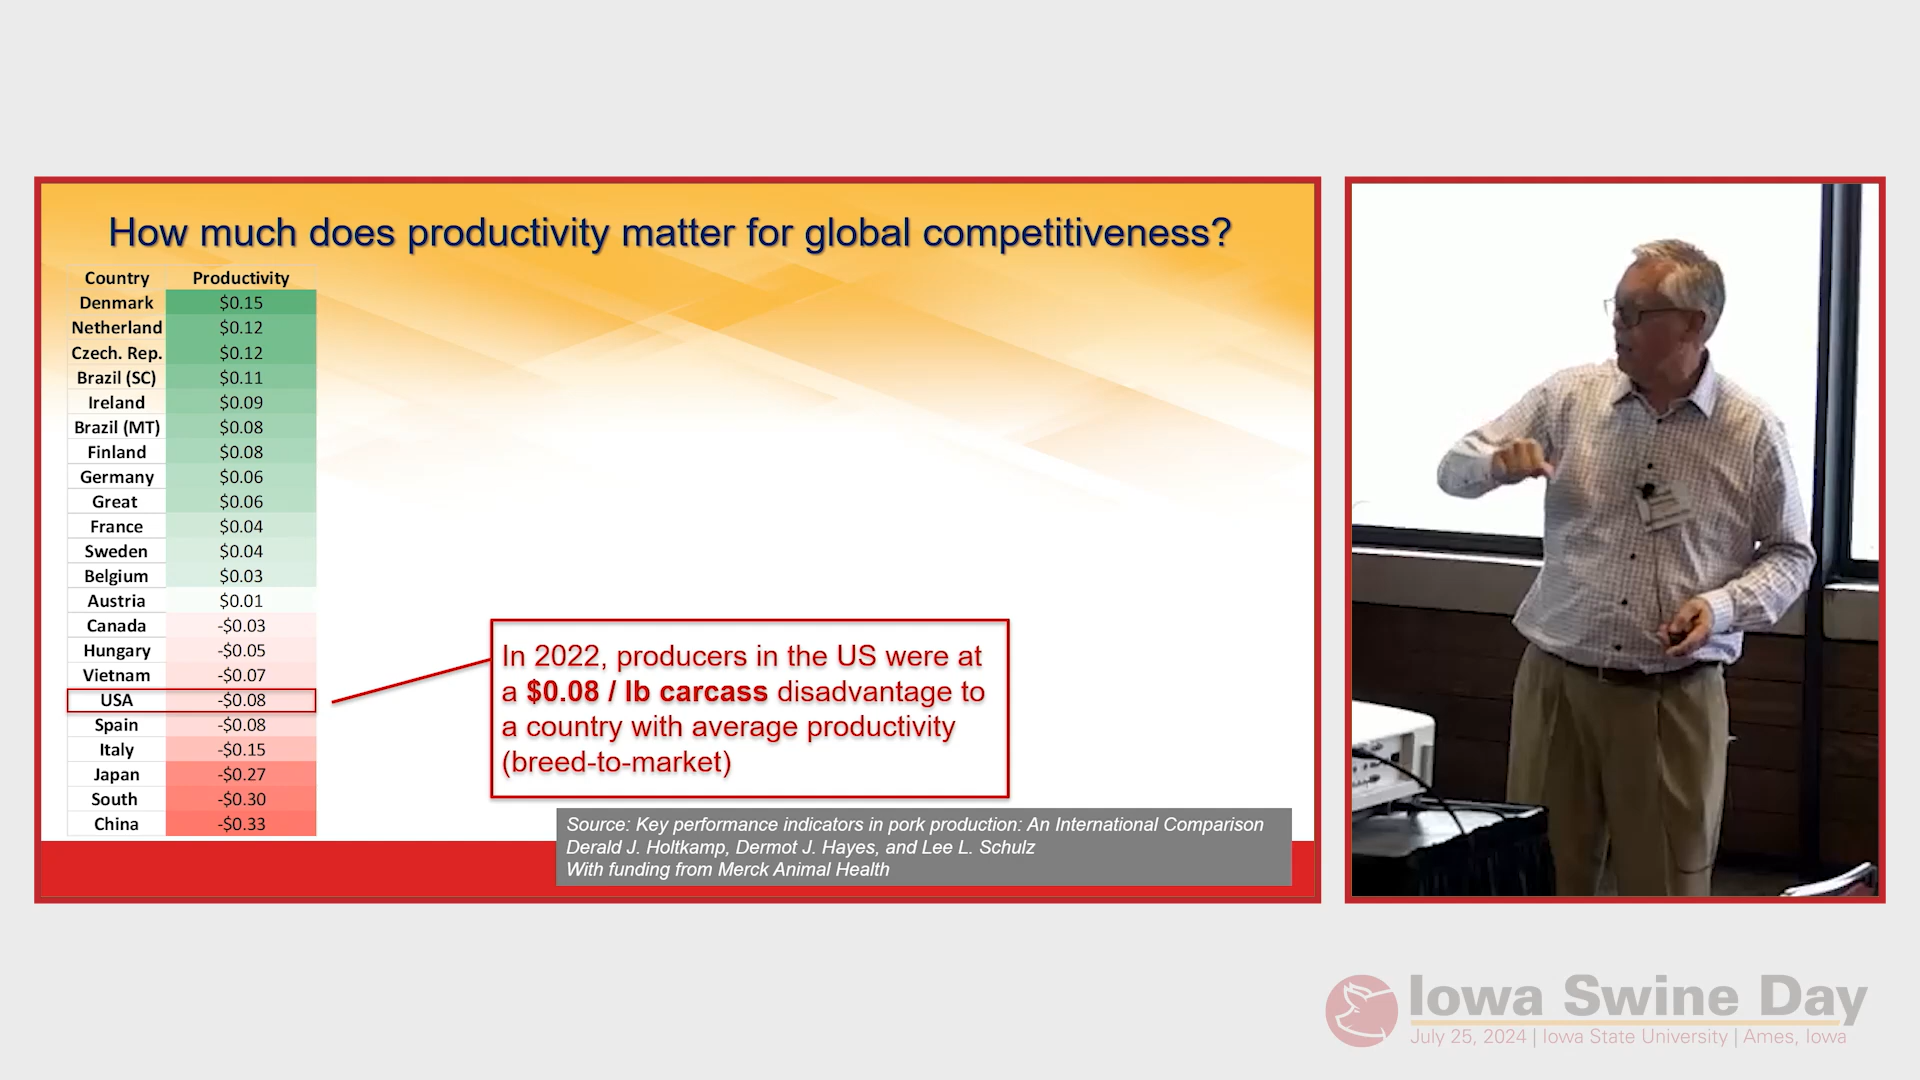 How much does productivity matter for global competitiveness?
Country Productivity
Denmark $0.15
Netherland $0.12
Czech. Rep. $0.12
Brazil (SC) $0.11
Ireland $0.09
Brazil (MT) $0.08
Finland $0.08
Germany $0.06
Great $0.06
France $0.04
Sweden $0.04
Belgium $0.03
Austria $0.01
Canada -$0.03
Hungary -$0.05
Vietnam -$0.07
USA -$0.08
Spain -$0.08
Italy -$0.15
Japan -$0.27
South -$0.30
China -$0.33
In 2022, producers in the US were at
a $0.08 / lb carcass disadvantage to
a country with average productivity
(breed-to-market)
Source: Key performance indicators in pork production: An International Comparison
Derald J. Holtkamp, Dermot J. Hayes, and Lee L. Schulz
With funding from Merck Animal Health
Iowa Swine Day
July 25, 2024 | Iowa State University | Ames, Iowa